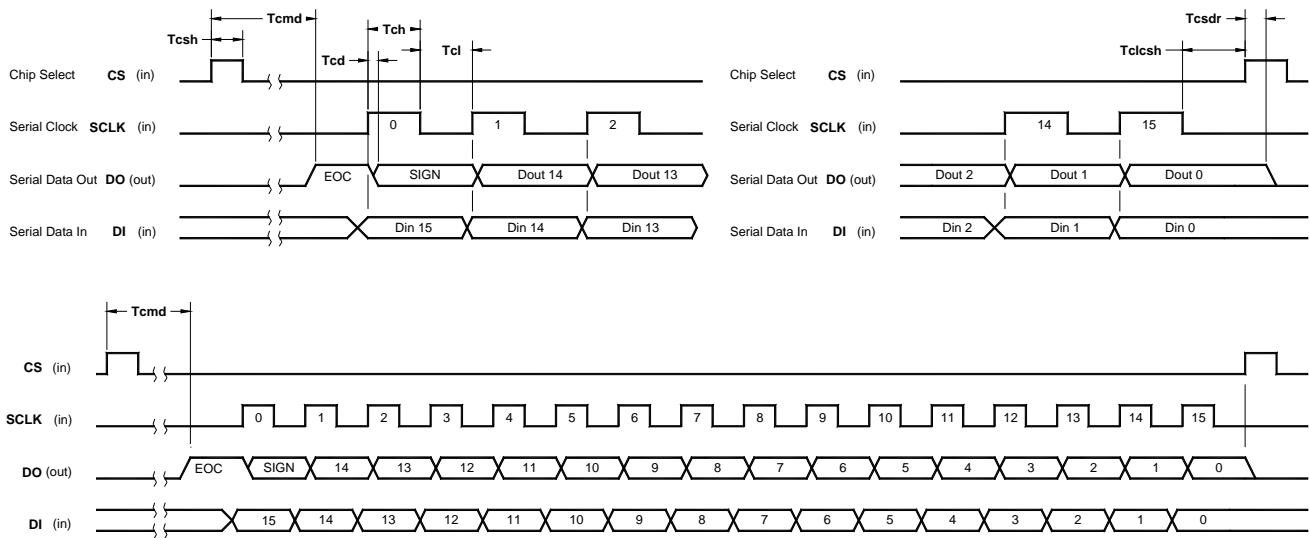 Tcmd Tch Tcsdr
Tcsh Tcd Tcl Tclcsh
Chip Select CS (in) Chip Select CS (in)
Serial Clock SCLK (in) 0 1 2 Serial Clock SCLK (in) 14 15
Serial Data Out DO (out) EOC SIGN Dout 14 Dout 13 Serial Data Out DO (out) Dout 2 Dout 1 Dout 0
Serial Data In DI (in) Din 15 Din 14 Din 13 Serial Data In DI (in) Din 2 Din 1 Din 0
Tcmd
CS (in)
SCLK (in) 0 1 2 3 4 5 6 7 8 9 10 11 12 13 14 15
DO (out) EOC SIGN 14 13 12 11 10 9 8 7 6 5 4 3 2 1 0
DI (in) 15 14 13 12 11 10 9 8 7 6 5 4 3 2 1 0